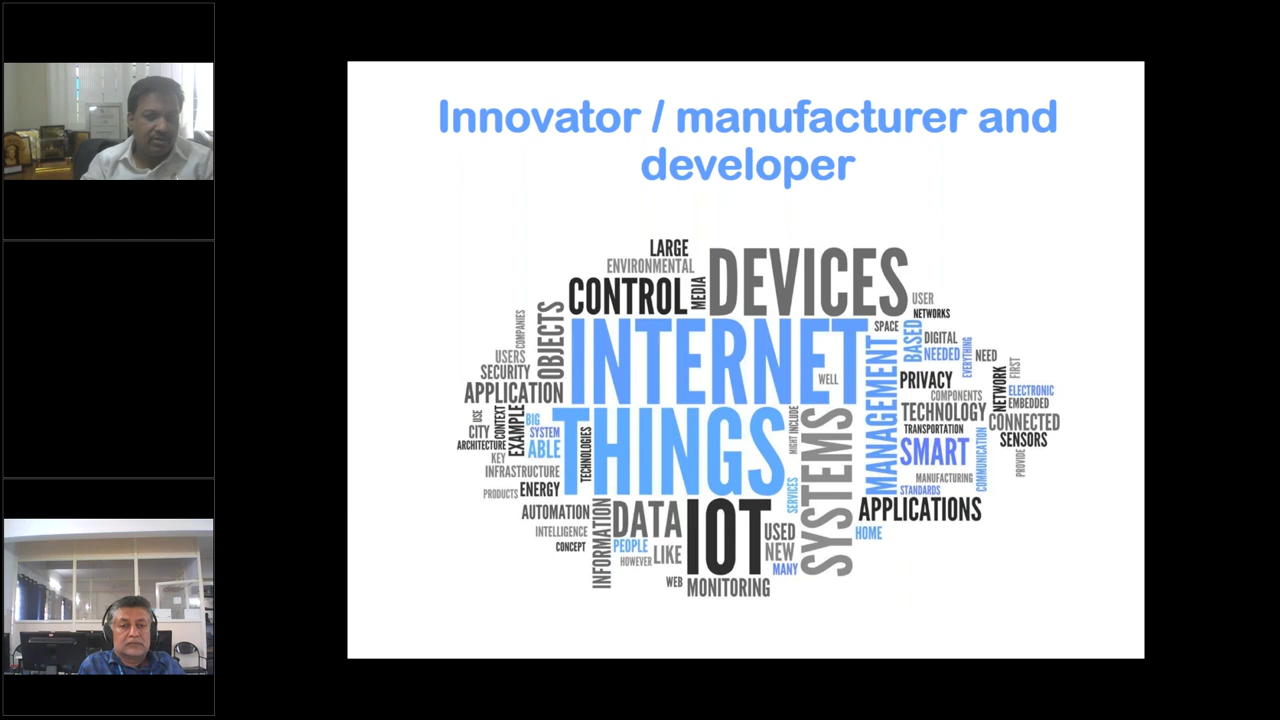 Innovator / manufacturer and
developer
LARGE
ENVIRONMENTAL
CONTROL
MEDIA
DEVICES
USER
NETWORKS
SPACE
COMPANIES
OBJECTS
INTERNET
WELL
MANAGEMENT
BASED
DIGITAL
NEEDED
EVERYTHING
NEED
USERS
SECURITY
APPLICATION
PRIVACY
COMPONENTS
NETWORK
FIRST
ELECTRONIC
EMBEDDED
USE
CONTEXT
EXAMPLE
BIG
CITY
SYSTEM
ARCHITECTURE
ABLE
KEY
TECHNOLOGIES
THINGS
MIGHT INCLUDE
SYSTEMS
TECHNOLOGY
CONNECTED
TRANSPORTATION
SENSORS
SMART
COMMUNICATION
PROVIDE
INFRASTRUCTURE
MANUFACTURING
PRODUCTS
ENERGY
SERVICES
STANDARDS
AUTOMATION
INFORMATION
DATA
IOT
APPLICATIONS
INTELLIGENCE
USED
HOME
CONCEPT
PEOPLE
HOWEVER
LIKE
NEW
MANY
WEB
MONITORING